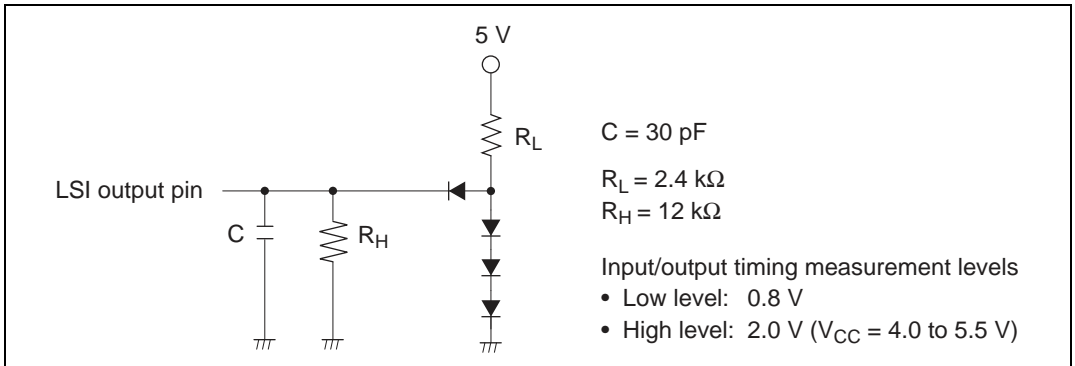 5 V
R_L
C = 30 pF
R_L = 2.4 kΩ
R_H = 12 kΩ
LSI output pin
C
R_H
Input/output timing measurement levels
• Low level: 0.8 V
• High level: 2.0 V (V_CC = 4.0 to 5.5 V)